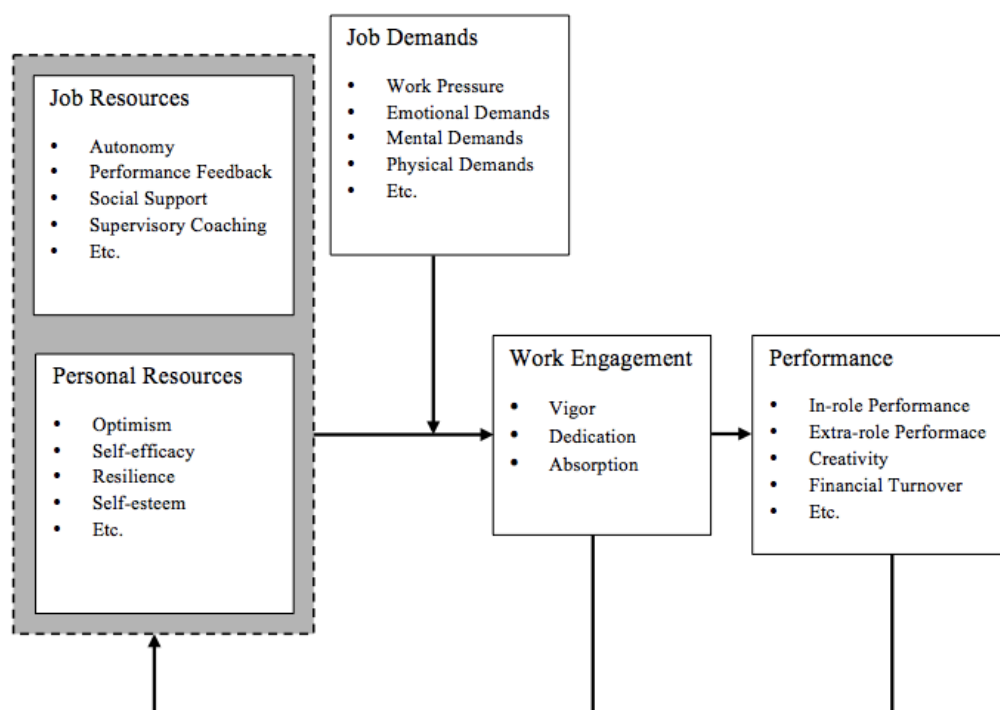 Job Demands
• Work Pressure
• Emotional Demands
• Mental Demands
• Physical Demands
• Etc.
Job Resources
• Autonomy
• Performance Feedback
• Social Support
• Supervisory Coaching
• Etc.
Personal Resources
• Optimism
• Self-efficacy
• Resilience
• Self-esteem
• Etc.
Work Engagement
• Vigor
• Dedication
• Absorption
Performance
• In-role Performance
• Extra-role Performace
• Creativity
• Financial Turnover
• Etc.